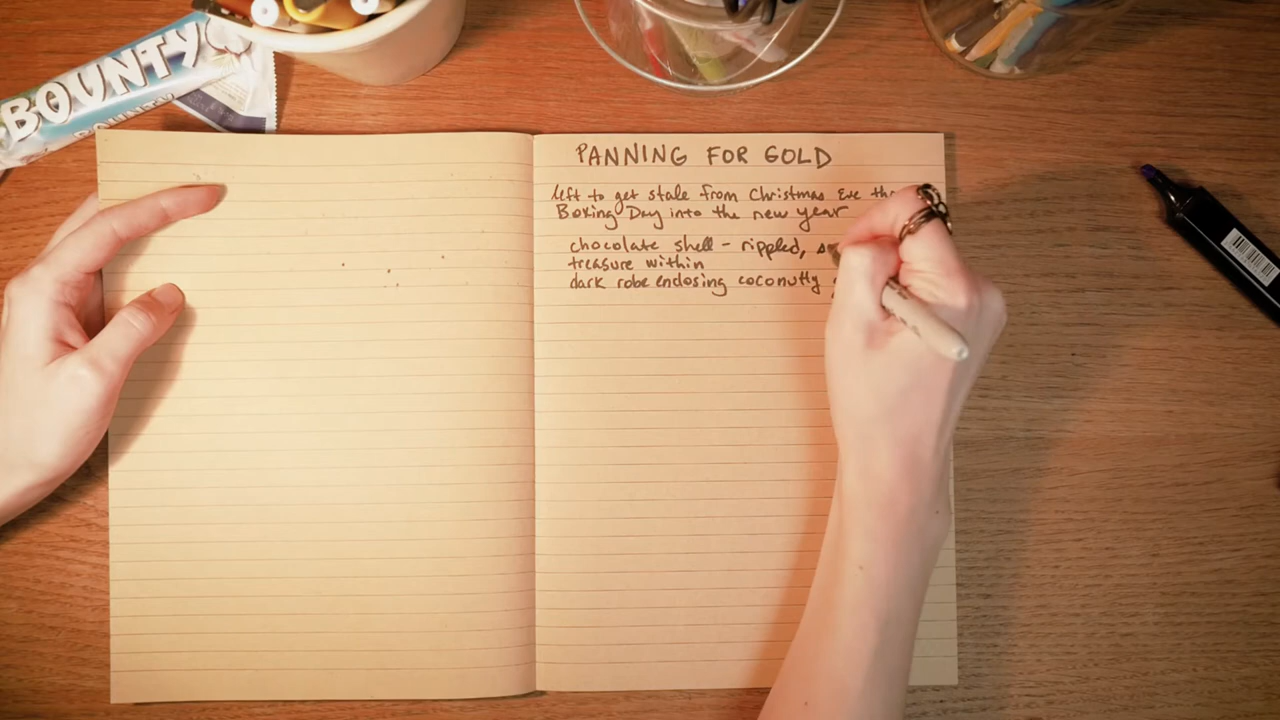 BOUNTY
BOUNTY
PANNING FOR GOLD
left to get stale from Christmas Eve
Boxing Day into the new year
chocolate shell - rippled,
treasure within
dark robe enclosing coconutty